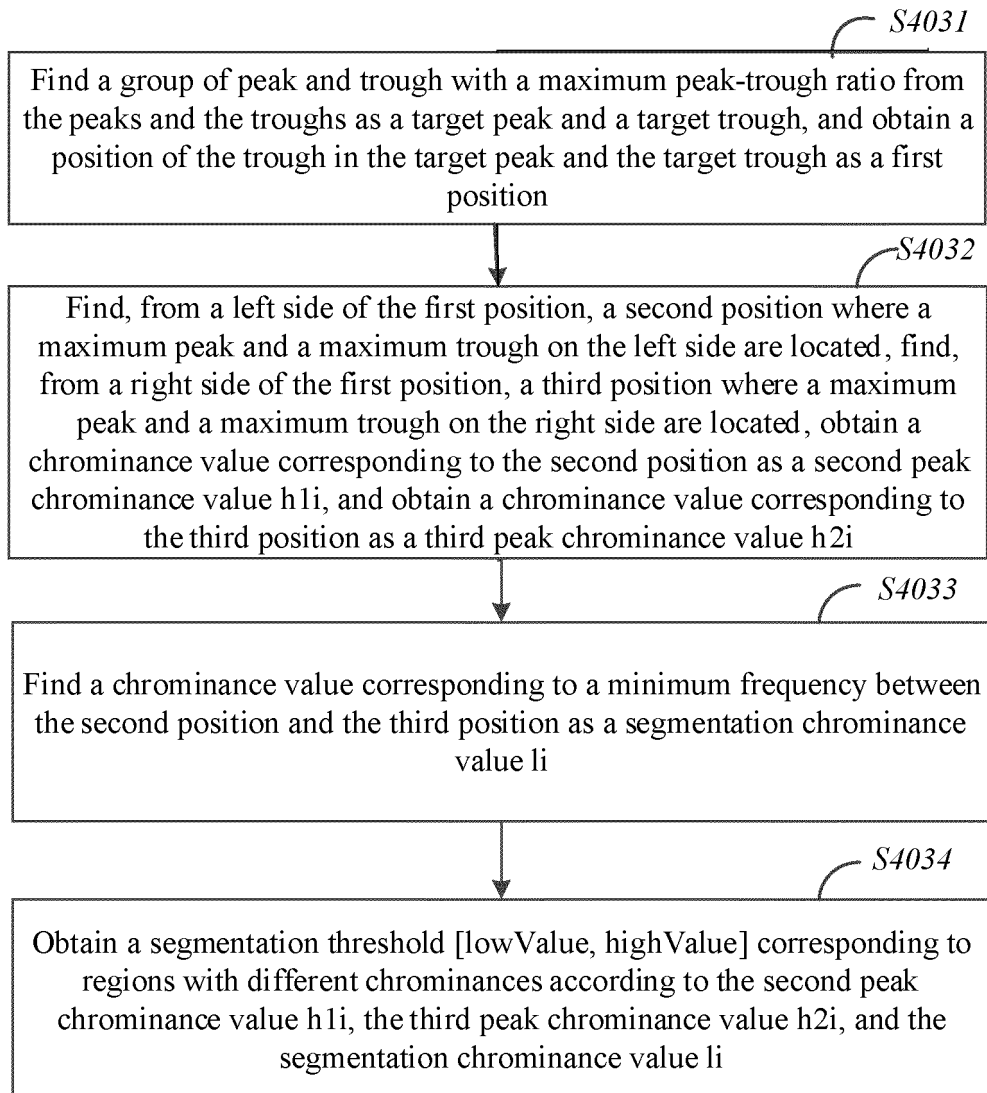 S4031
Find a group of peak and trough with a maximum peak-trough ratio from
the peaks and the troughs as a target peak and a target trough, and obtain a
position of the trough in the target peak and the target trough as a first
position
S4032
Find, from a left side of the first position, a second position where a
maximum peak and a maximum trough on the left side are located, find,
from a right side of the first position, a third position where a maximum
peak and a maximum trough on the right side are located, obtain a
chrominance value corresponding to the second position as a second peak
chrominance value h1i, and obtain a chrominance value corresponding to
the third position as a third peak chrominance value h2i
S4033
Find a chrominance value corresponding to a minimum frequency between
the second position and the third position as a segmentation chrominance
value li
S4034
Obtain a segmentation threshold [lowValue, highValue] corresponding to
regions with different chrominances according to the second peak
chrominance value h1i, the third peak chrominance value h2i, and the
segmentation chrominance value li